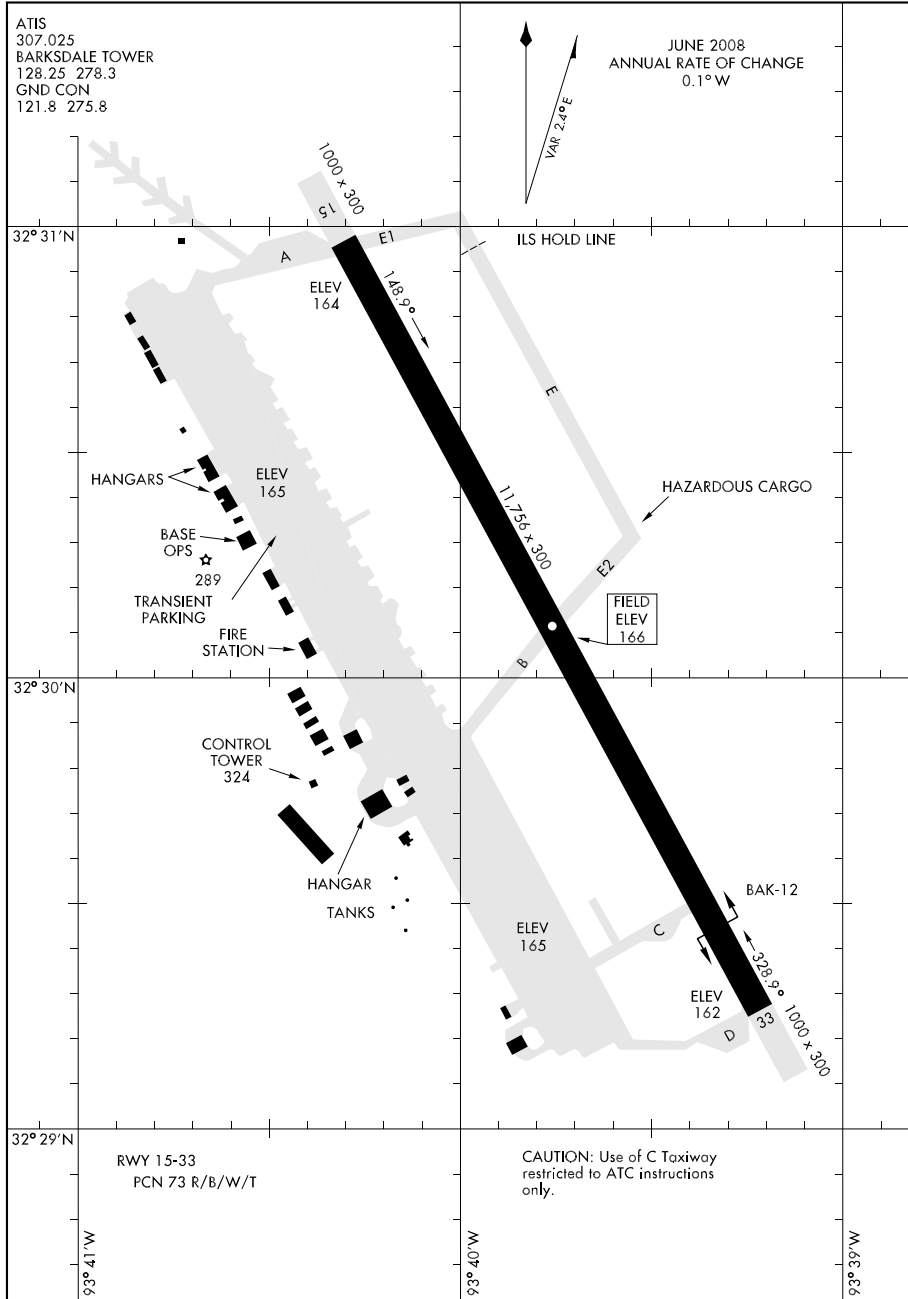 ATIS
307.025
BARKSDALE TOWER
128.25 278.3
GND CON
121.8 275.8
JUNE 2008
ANNUAL RATE OF CHANGE
0.1° W
VAR 2.4° E
1000 x 300
15
32° 31'N
A
E1
ILS HOLD LINE
ELEV
164
148.9°
E
HANGARS
ELEV
165
HAZARDOUS CARGO
11,756 x 300
BASE
OPS
289
E2
TRANSIENT
PARKING
FIELD
ELEV
166
FIRE
STATION
B
32° 30'N
CONTROL
TOWER
324
HANGAR
BAK-12
TANKS
ELEV
165
C
328.9°
ELEV
162
33
D
1000 x 300
32° 29'N
RWY 15-33
PCN 73 R/B/W/T
CAUTION: Use of C Taxiway
restricted to ATC instructions
only.
93° 41'W
93° 40'W
93° 39'W